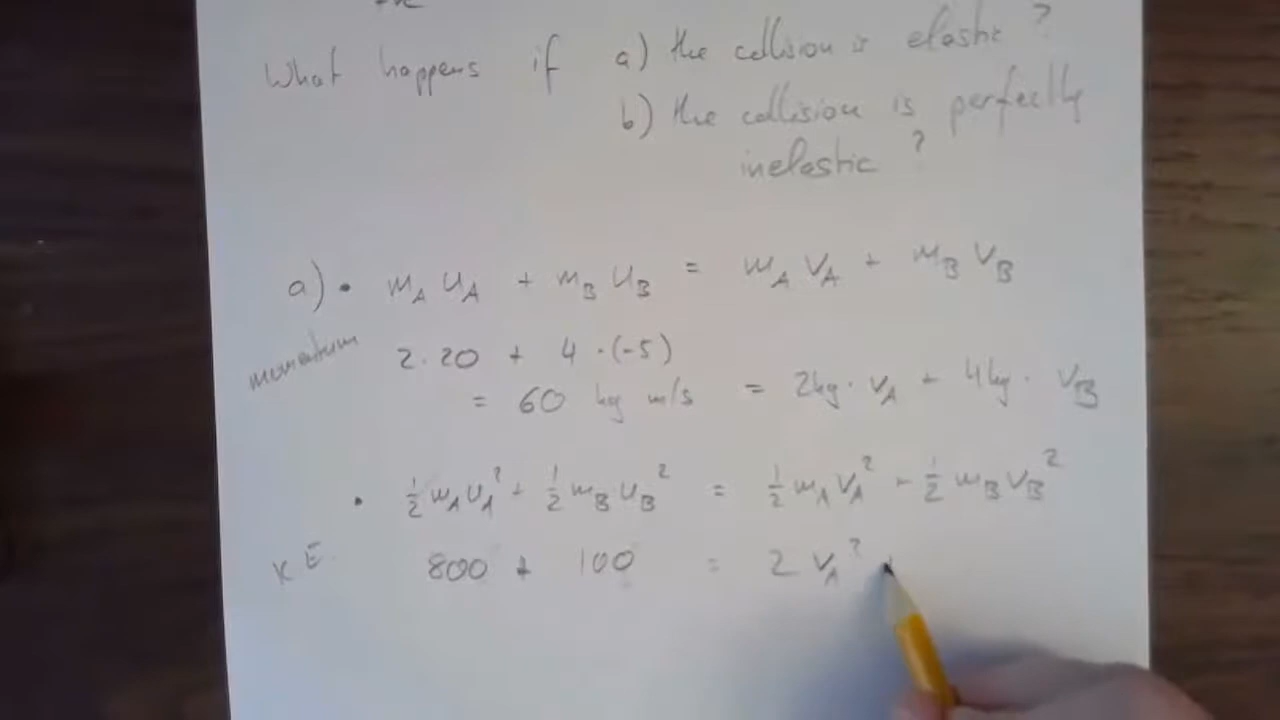 What happens if a) the collision is elastic ?
b) the collision is perfectly
inelastic ?
a) • m_A u_A + m_B u_B = m_A v_A + m_B v_B
momentum
2 · 20 + 4 · (-5)
= 60 kg m/s = 2kg · v_A + 4kg · v_B
• ½ m_A u_A² + ½ m_B u_B² = ½ m_A v_A² + ½ m_B v_B²
KE. 800 + 100 = 2 v_A² +